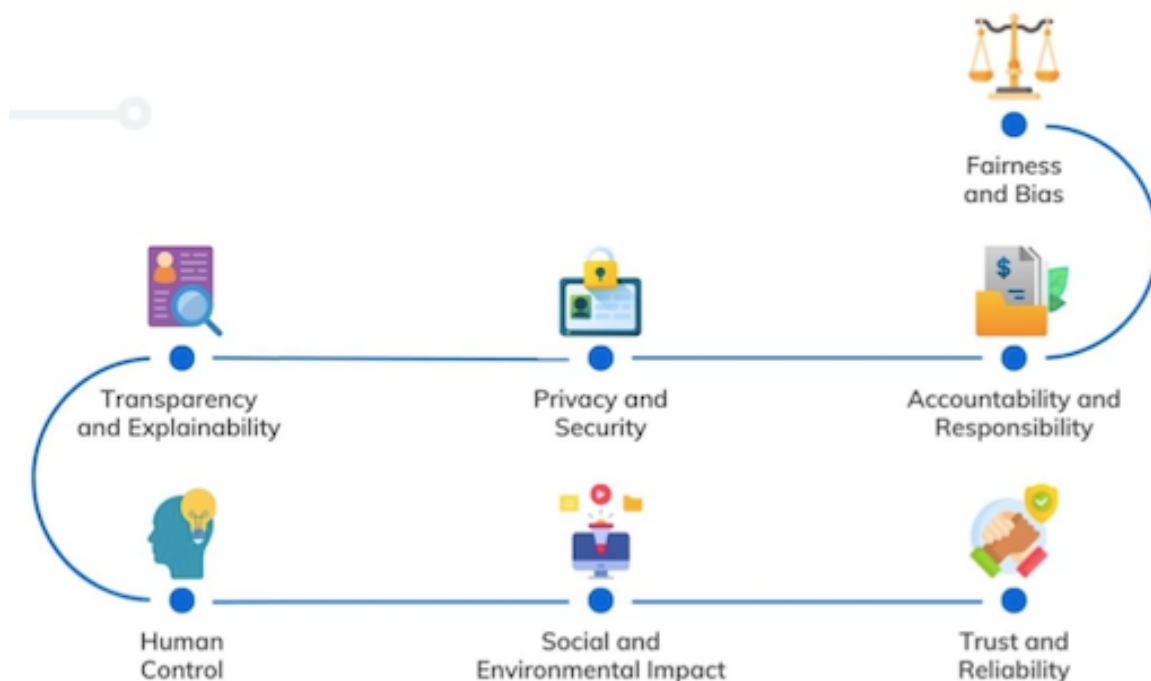 Fairness
and Bias
Transparency
and Explainability
Privacy and
Security
$
Accountability and
Responsibility
Human
Control
Social and
Environmental Impact
Trust and
Reliability